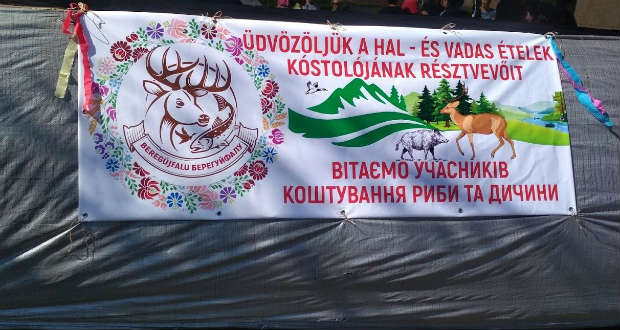 ÜDVÖZÖLJÜK A HAL - ÉS VADAS ÉTELEK
KÓSTOLÓJÁNAK RÉSZTVEVŐIT
BEREGUJFALU БЕРЕГУЙФАЛУ
ВІТАЄМО УЧАСНИКІВ
КОШТУВАННЯ РИБИ ТА ДИЧИНИ